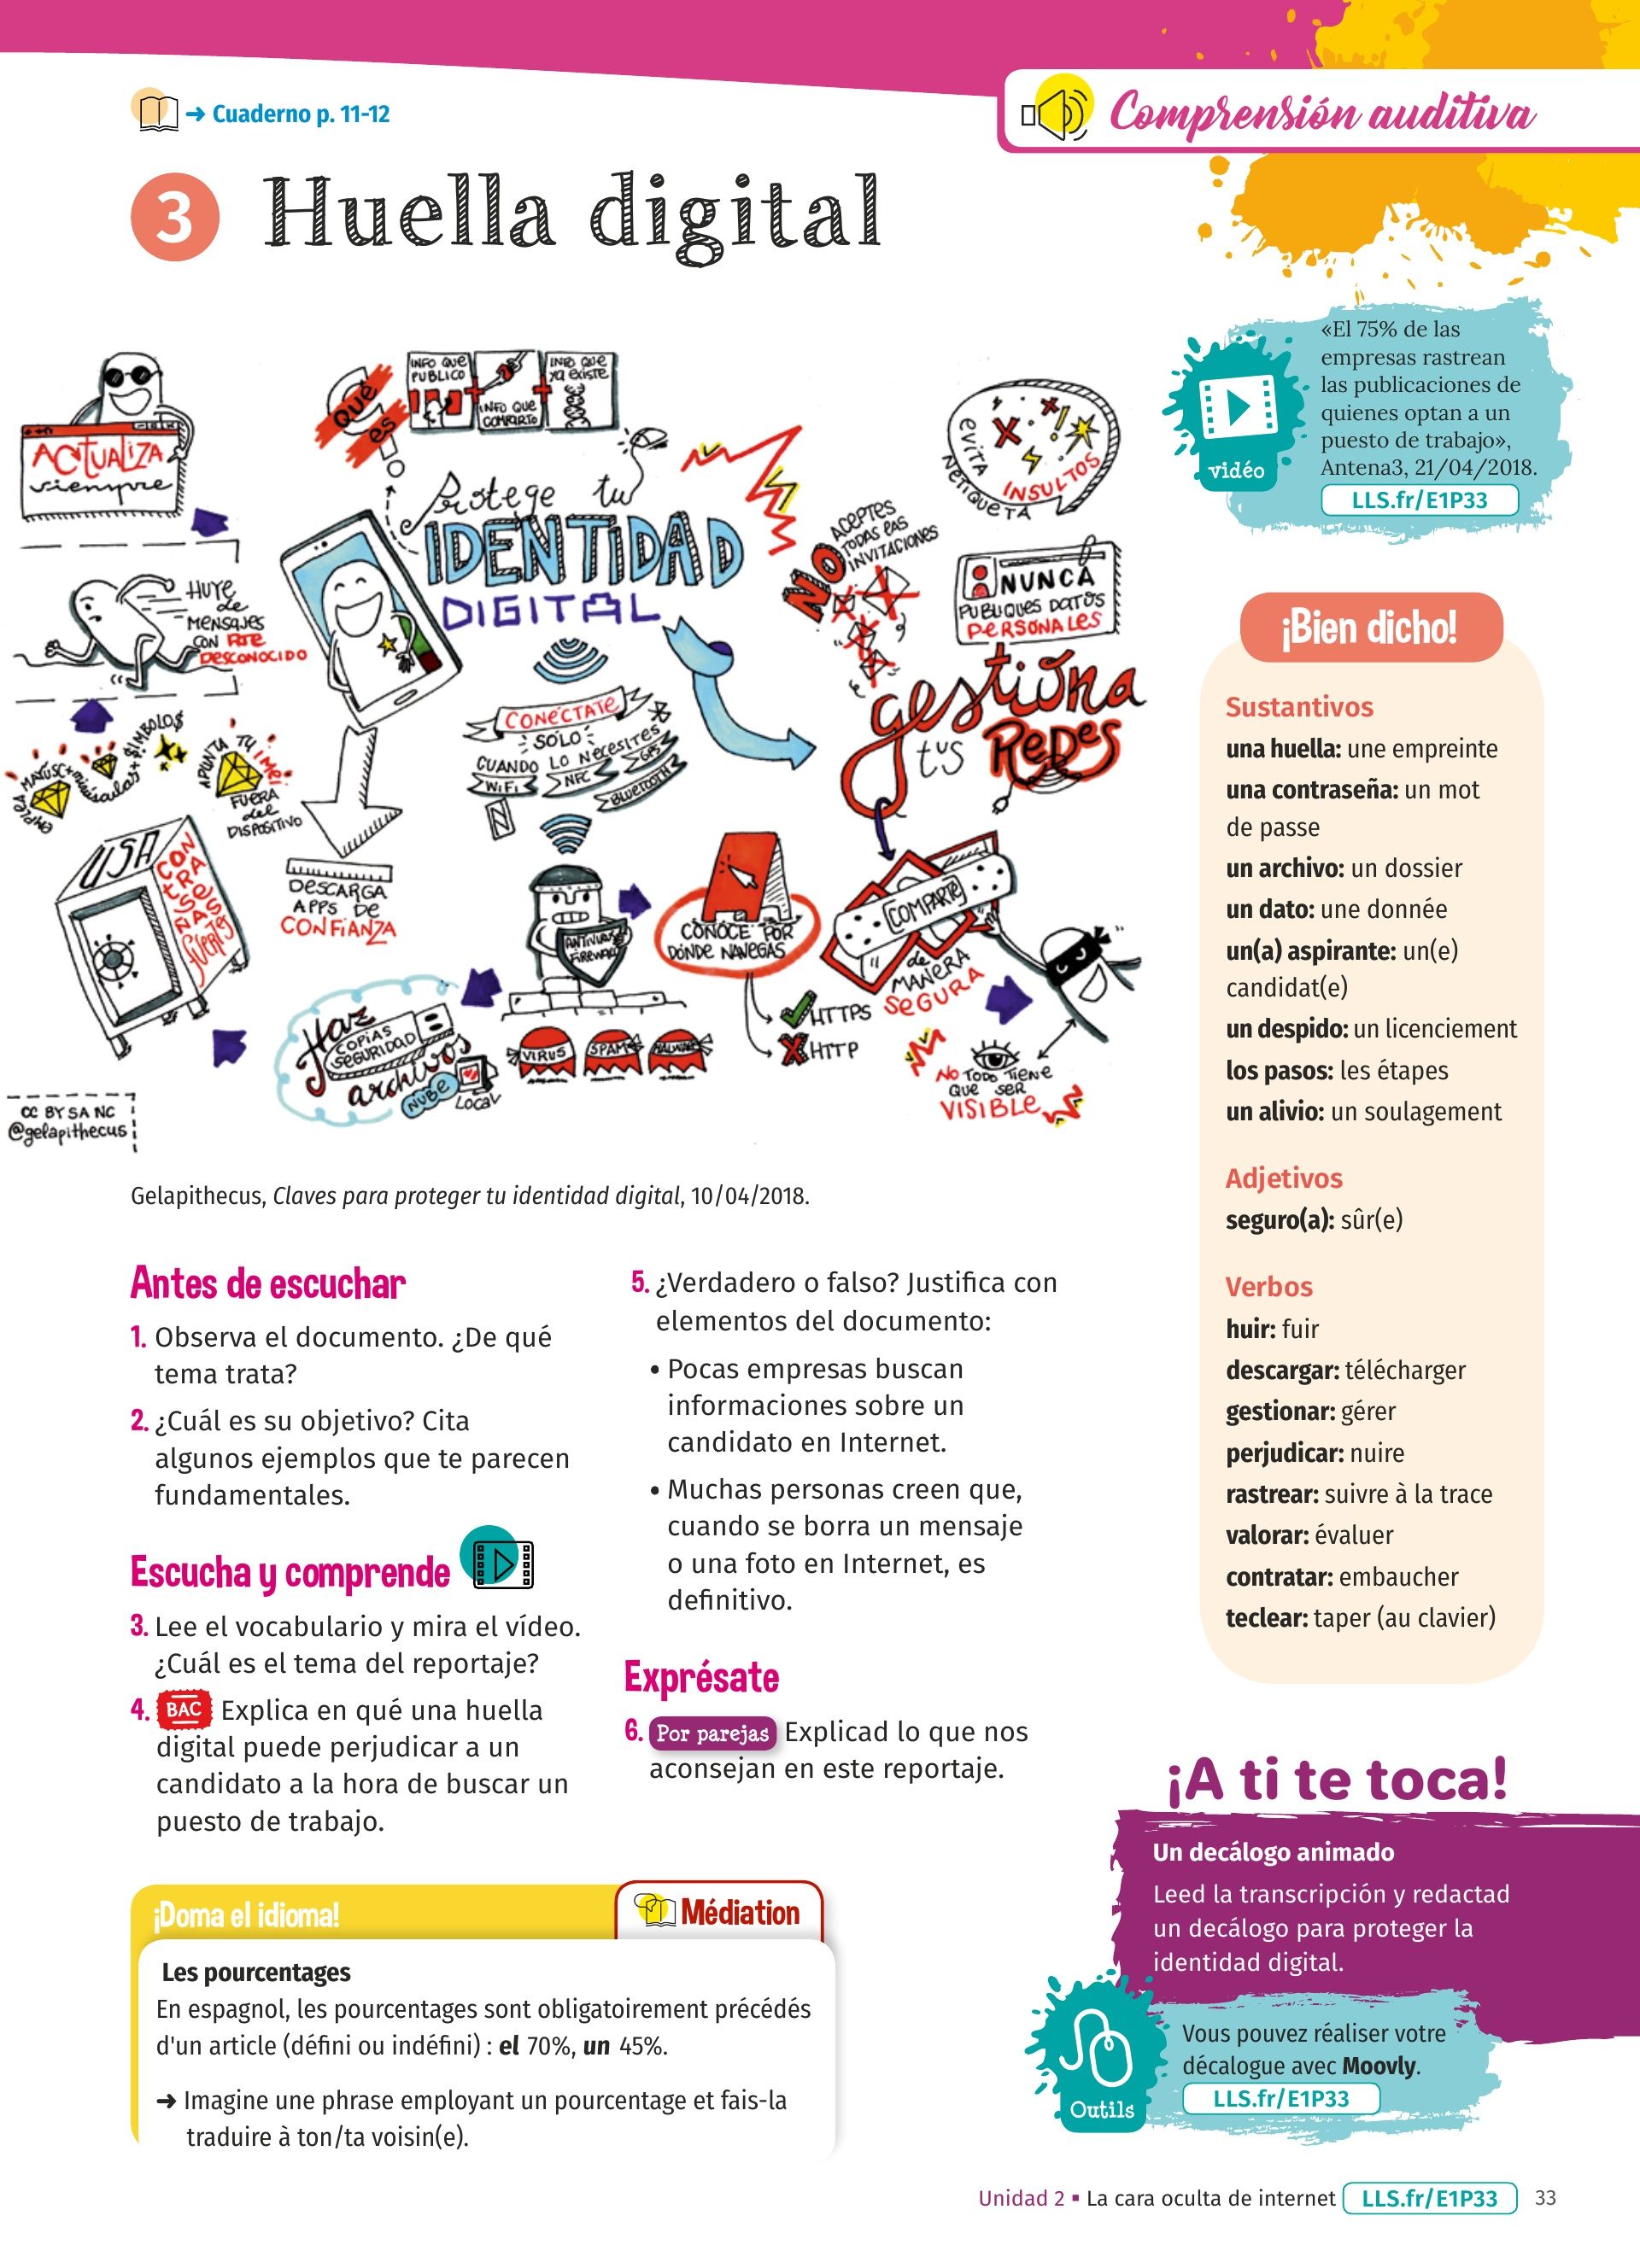 ➜ Cuaderno p. 11-12
Comprensión auditiva
3 Huella digital
«El 75% de las
empresas rastrean
las publicaciones de
quienes optan a un
puesto de trabajo»,
Antena3, 21/04/2018.
vidéo
LLS.fr/E1P33
ACTUALIZA
siempre
QUÉ
es
INFO QUE
PUBLICO
INFO QUE
COMPARTO
INFO QUE
YA EXISTE
Protege tu
IDENTIDAD
DIGITAL
EVITA
INSULTOS
NETIQUETA
NO
ACEPTES
TODAS LAS
INVITACIONES
NUNCA
PUBLIQUES DATOS
PERSONALES
HUYE
de
MENSAJES
CON RTE
DESCONOCIDO
gestiona
tus REDES
CONÉCTATE
SÓLO
CUANDO LO NECESITES
WIFI
NFC
GPS
BLUETOOTH
EMPLEA MAYÚSC+minúsculas+SÍMBOLO$
APUNTA TU IMEI
FUERA
del
DISPOSITIVO
USA
CONTRASEÑAS
fuertes
DESCARGA
APPS DE
CONFIANZA
ANTIVIRUS
FIREWALL
CONOCE POR
DÓNDE NAVEGAS
HTTPS
HTTP
COMPARTE
de
MANERA
SEGURA
Haz
COPIAS
SEGURIDAD
archivos
NUBE
LOCAL
VIRUS
SPAM
MALWARE
NO TODO TIENE
QUE SER
VISIBLE
CC BY SA NC
@gelapithecus
Gelapithecus, Claves para proteger tu identidad digital, 10/04/2018.
Antes de escuchar
1. Observa el documento. ¿De qué
tema trata?
2. ¿Cuál es su objetivo? Cita
algunos ejemplos que te parecen
fundamentales.
Escucha y comprende
3. Lee el vocabulario y mira el vídeo.
¿Cuál es el tema del reportaje?
4. BAC Explica en qué una huella
digital puede perjudicar a un
candidato a la hora de buscar un
puesto de trabajo.
5. ¿Verdadero o falso? Justifica con
elementos del documento:
• Pocas empresas buscan
informaciones sobre un
candidato en Internet.
• Muchas personas creen que,
cuando se borra un mensaje
o una foto en Internet, es
definitivo.
Exprésate
6. Por parejas Explicad lo que nos
aconsejan en este reportaje.
¡Doma el idioma!
Médiation
Les pourcentages
En espagnol, les pourcentages sont obligatoirement précédés
d'un article (défini ou indéfini) : el 70%, un 45%.
➜ Imagine une phrase employant un pourcentage et fais-la
traduire à ton/ta voisin(e).
¡Bien dicho!
Sustantivos
una huella: une empreinte
una contraseña: un mot
de passe
un archivo: un dossier
un dato: une donnée
un(a) aspirante: un(e)
candidat(e)
un despido: un licenciement
los pasos: les étapes
un alivio: un soulagement
Adjetivos
seguro(a): sûr(e)
Verbos
huir: fuir
descargar: télécharger
gestionar: gérer
perjudicar: nuire
rastrear: suivre à la trace
valorar: évaluer
contratar: embaucher
teclear: taper (au clavier)
¡A ti te toca!
Un decálogo animado
Leed la transcripción y redactad
un decálogo para proteger la
identidad digital.
Outils
Vous pouvez réaliser votre
décalogue avec Moovly.
LLS.fr/E1P33
Unidad 2 ▪ La cara oculta de internet LLS.fr/E1P33 33